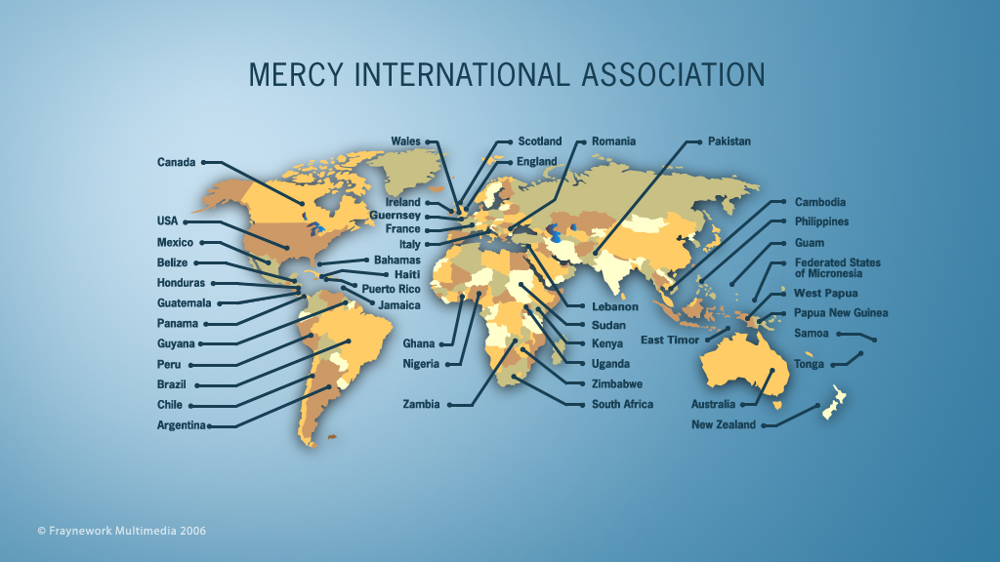 MERCY INTERNATIONAL ASSOCIATION
Canada
USA
Mexico
Belize
Honduras
Guatemala
Panama
Guyana
Peru
Brazil
Chile
Argentina
Wales
Ireland
Guernsey
France
Italy
Bahamas
Haiti
Puerto Rico
Jamaica
Ghana
Nigeria
Zambia
Scotland
England
Romania
Pakistan
Lebanon
Sudan
Kenya
Uganda
Zimbabwe
South Africa
Cambodia
Philippines
Guam
Federated States
of Micronesia
West Papua
Papua New Guinea
East Timor
Samoa
Tonga
Australia
New Zealand
© Fraynework Multimedia 2006